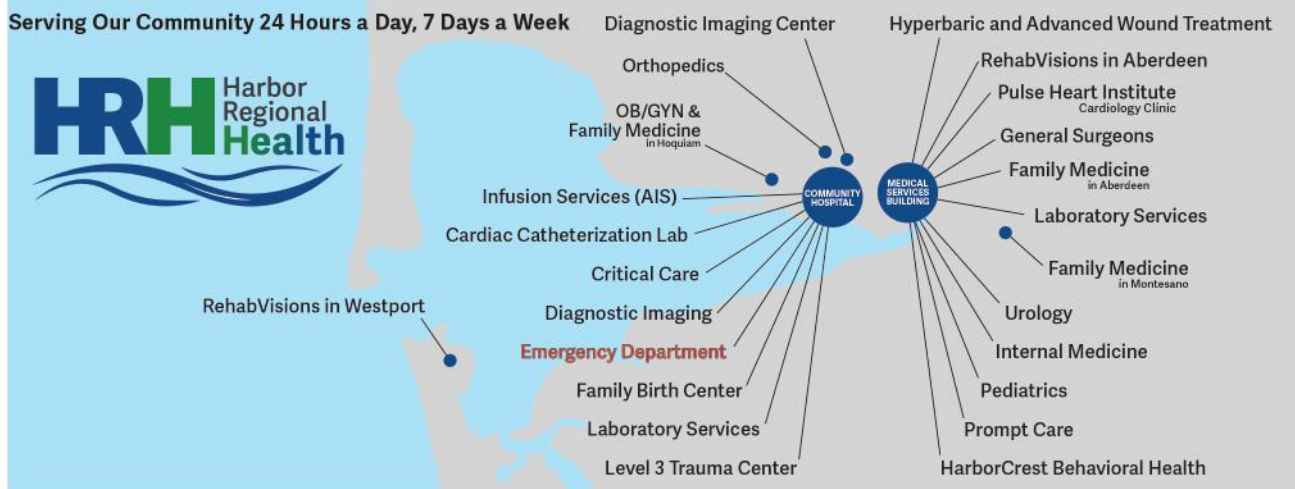 Serving Our Community 24 Hours a Day, 7 Days a Week
HRH
Harbor
Regional
Health
Diagnostic Imaging Center
Orthopedics
OB/GYN &
Family Medicine
in Hoquiam
Infusion Services (AIS)
Cardiac Catheterization Lab
Critical Care
Diagnostic Imaging
Emergency Department
Family Birth Center
Laboratory Services
Level 3 Trauma Center
RehabVisions in Westport
COMMUNITY
HOSPITAL
MEDICAL
SERVICES
BUILDING
Hyperbaric and Advanced Wound Treatment
RehabVisions in Aberdeen
Pulse Heart Institute
Cardiology Clinic
General Surgeons
Family Medicine
in Aberdeen
Laboratory Services
Family Medicine
in Montesano
Urology
Internal Medicine
Pediatrics
Prompt Care
HarborCrest Behavioral Health